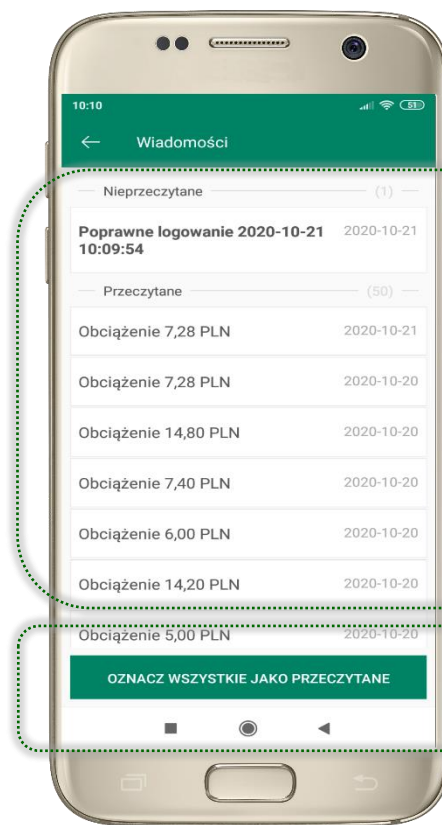 10:10
51
Wiadomości
Nieprzeczytane (1)
Poprawne logowanie 2020-10-21 2020-10-21
10:09:54
Przeczytane (50)
Obciążenie 7,28 PLN 2020-10-21
Obciążenie 7,28 PLN 2020-10-20
Obciążenie 14,80 PLN 2020-10-20
Obciążenie 7,40 PLN 2020-10-20
Obciążenie 6,00 PLN 2020-10-20
Obciążenie 14,20 PLN 2020-10-20
Obciążenie 5,00 PLN 2020-10-20
OZNACZ WSZYSTKIE JAKO PRZECZYTANE